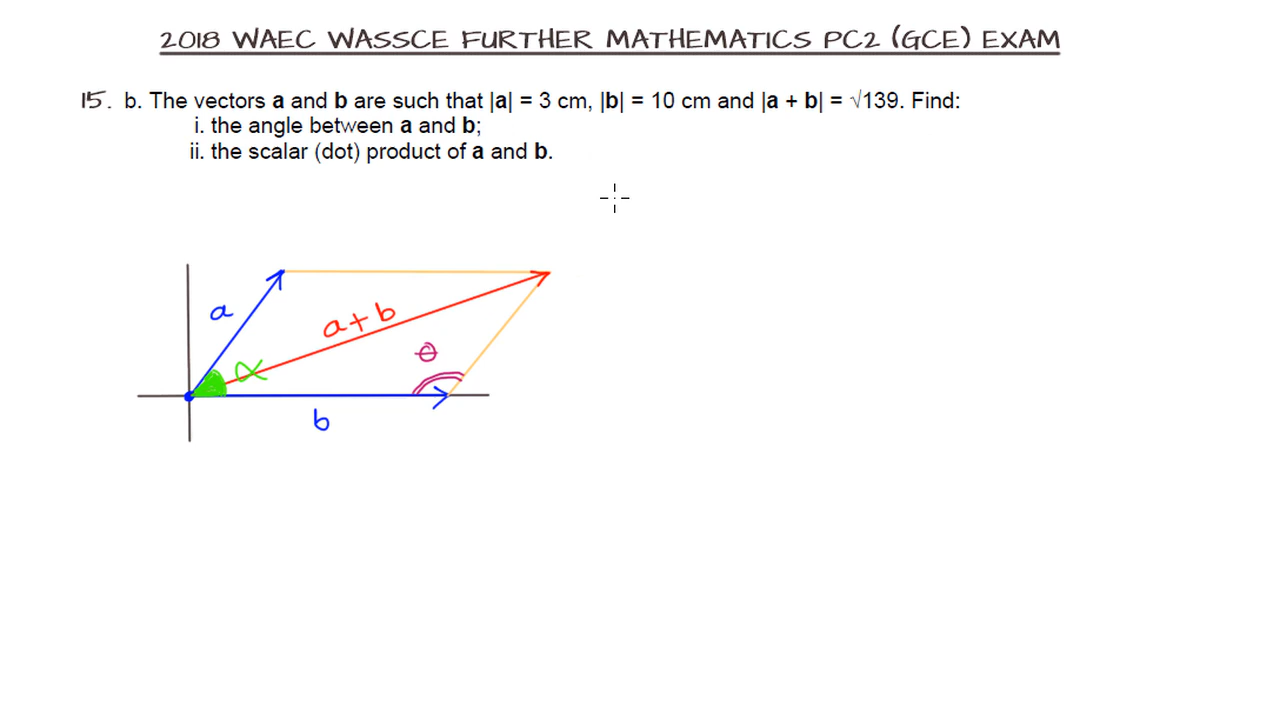 2018 WAEC WASSCE FURTHER MATHEMATICS PC2 (GCE) EXAM
15. b. The vectors a and b are such that |a| = 3 cm, |b| = 10 cm and |a + b| = √139. Find:
i. the angle between a and b;
ii. the scalar (dot) product of a and b.
a
a+b
θ
α
b